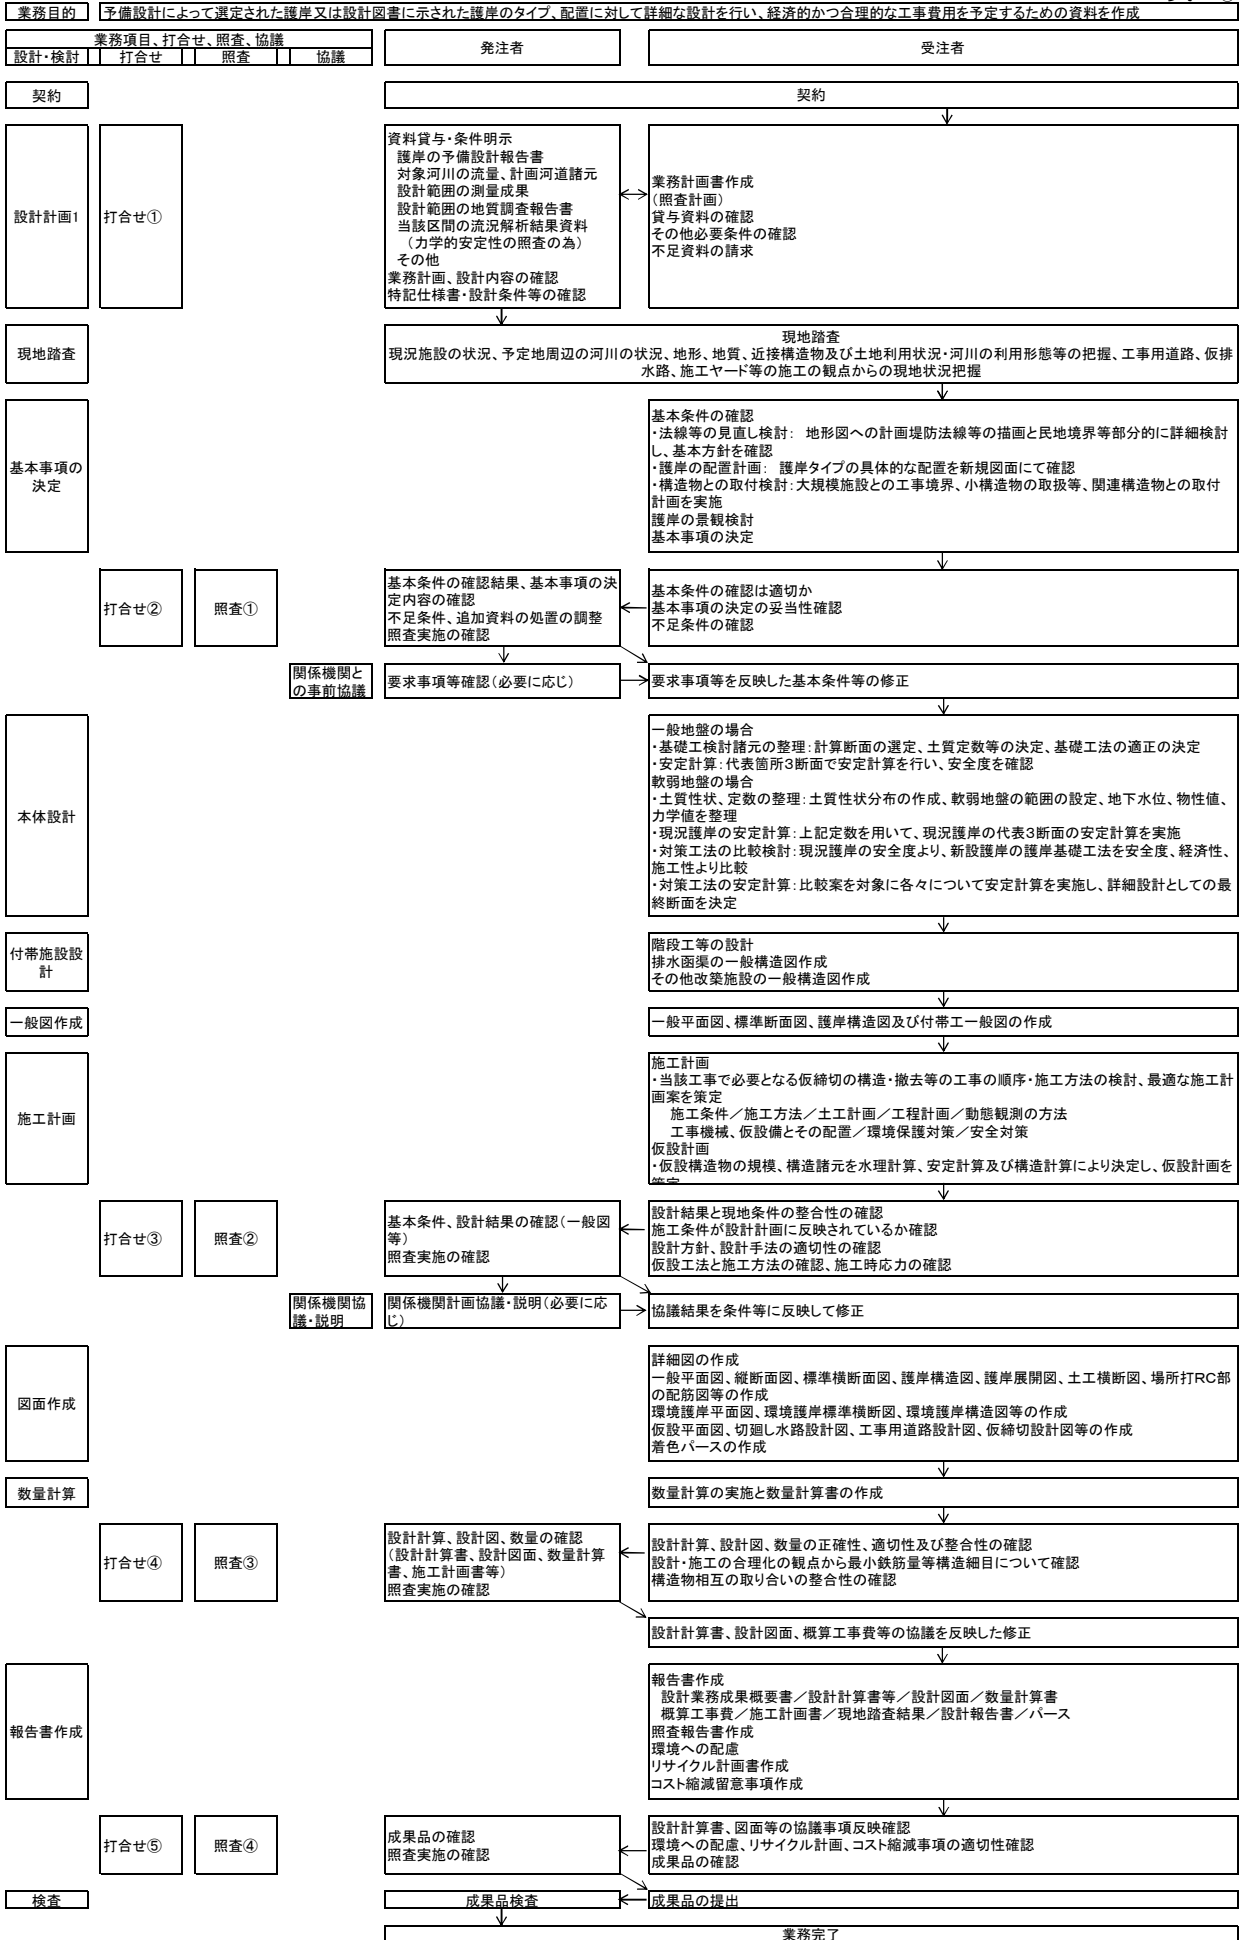 業務目的
予備設計によって選定された護岸又は設計図書に示された護岸のタイプ、配置に対して詳細な設計を行い、経済的かつ合理的な工事費用を予定するための資料を作成
業務項目、打合せ、照査、協議
設計・検討
打合せ
照査
協議
発注者
受注者
契約
契約
設計計画1
打合せ①
資料貸与・条件明示
護岸の予備設計報告書
対象河川の流量、計画河道諸元
設計範囲の測量成果
設計範囲の地質調査報告書
当該区間の流況解析結果資料
（力学的安定性の照査の為）
その他
業務計画、設計内容の確認
特記仕様書・設計条件等の確認
業務計画書作成
（照査計画）
貸与資料の確認
その他必要条件の確認
不足資料の請求
現地踏査
現地踏査
現況施設の状況、予定地周辺の河川の状況、地形、地質、近接構造物及び土地利用状況・河川の利用形態等の把握、工事用道路、仮排
水路、施工ヤード等の施工の観点からの現地状況把握
基本事項の
決定
基本条件の確認
・法線等の見直し検討： 地形図への計画堤防法線等の描画と民地境界等部分的に詳細検討
し、基本方針を確認
・護岸の配置計画： 護岸タイプの具体的な配置を新規図面にて確認
・構造物との取付検討：大規模施設との工事境界、小構造物の取扱等、関連構造物との取付
計画を実施
護岸の景観検討
基本事項の決定
打合せ②
照査①
基本条件の確認結果、基本事項の決
定内容の確認
不足条件、追加資料の処置の調整
照査実施の確認
基本条件の確認は適切か
基本事項の決定の妥当性確認
不足条件の確認
関係機関と
の事前協議
要求事項等確認（必要に応じ）
要求事項等を反映した基本条件等の修正
本体設計
一般地盤の場合
・基礎工検討諸元の整理：計算断面の選定、土質定数等の決定、基礎工法の適正の決定
・安定計算：代表箇所3断面で安定計算を行い、安全度を確認
軟弱地盤の場合
・土質性状、定数の整理：土質性状分布の作成、軟弱地盤の範囲の設定、地下水位、物性値、
力学値を整理
・現況護岸の安定計算：上記定数を用いて、現況護岸の代表3断面の安定計算を実施
・対策工法の比較検討：現況護岸の安全度より、新設護岸の護岸基礎工法を安全度、経済性、
施工性より比較
・対策工法の安定計算：比較案を対象に各々について安定計算を実施し、詳細設計としての最
終断面を決定
付帯施設設
計
階段工等の設計
排水函渠の一般構造図作成
その他改築施設の一般構造図作成
一般図作成
一般平面図、標準断面図、護岸構造図及び付帯工一般図の作成
施工計画
施工計画
・当該工事で必要となる仮締切の構造・撤去等の工事の順序・施工方法の検討、最適な施工計
画案を策定
施工条件／施工方法／土工計画／工程計画／動態観測の方法
工事機械、仮設備とその配置／環境保護対策／安全対策
仮設計画
・仮設構造物の規模、構造諸元を水理計算、安定計算及び構造計算により決定し、仮設計画を
打合せ③
照査②
基本条件、設計結果の確認（一般図
等）
照査実施の確認
設計結果と現地条件の整合性の確認
施工条件が設計計画に反映されているか確認
設計方針、設計手法の適切性の確認
仮設工法と施工方法の確認、施工時応力の確認
関係機関協
議・説明
関係機関計画協議・説明（必要に応
じ）
協議結果を条件等に反映して修正
図面作成
詳細図の作成
一般平面図、縦断面図、標準横断面図、護岸構造図、護岸展開図、土工横断図、場所打RC部
の配筋図等の作成
環境護岸平面図、環境護岸標準横断図、環境護岸構造図等の作成
仮設平面図、切廻し水路設計図、工事用道路設計図、仮締切設計図等の作成
着色パースの作成
数量計算
数量計算の実施と数量計算書の作成
打合せ④
照査③
設計計算、設計図、数量の確認
（設計計算書、設計図面、数量計算
書、施工計画書等）
照査実施の確認
設計計算、設計図、数量の正確性、適切性及び整合性の確認
設計・施工の合理化の観点から最小鉄筋量等構造細目について確認
構造物相互の取り合いの整合性の確認
設計計算書、設計図面、概算工事費等の協議を反映した修正
報告書作成
報告書作成
設計業務成果概要書／設計計算書等／設計図面／数量計算書
概算工事費／施工計画書／現地踏査結果／設計報告書／パース
照査報告書作成
環境への配慮
リサイクル計画書作成
コスト縮減留意事項作成
打合せ⑤
照査④
成果品の確認
照査実施の確認
設計計算書、図面等の協議事項反映確認
環境への配慮、リサイクル計画、コスト縮減事項の適切性確認
成果品の確認
検査
成果品検査
成果品の提出
業務完了